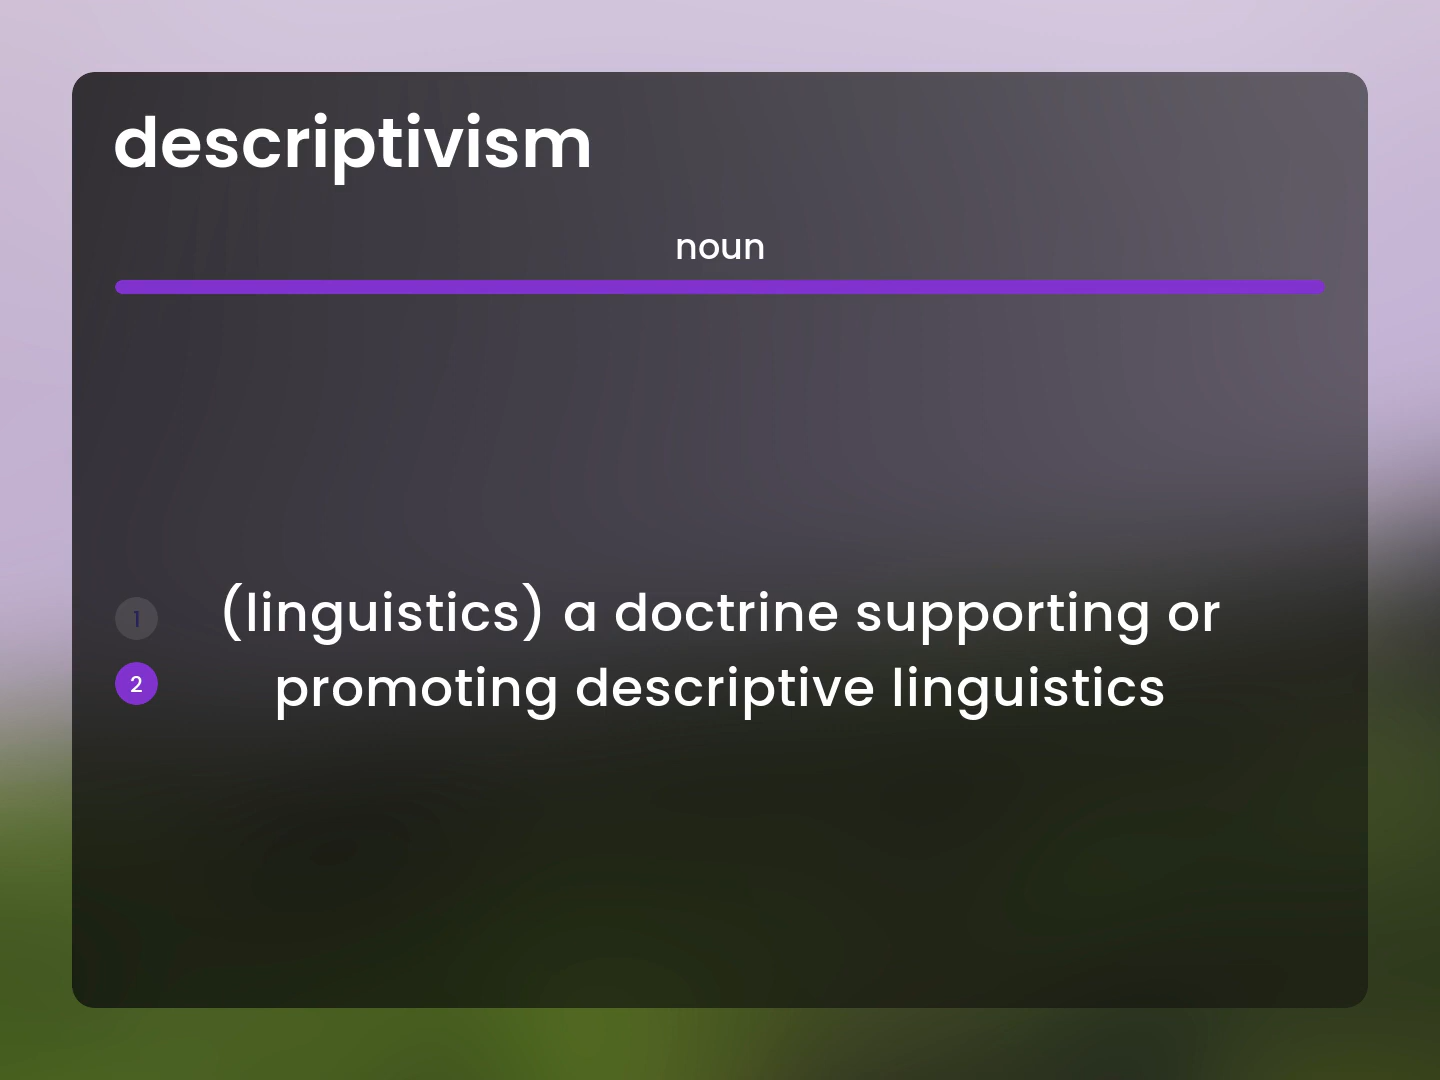 descriptivism
noun
1
(linguistics) a doctrine supporting or
2
promoting descriptive linguistics